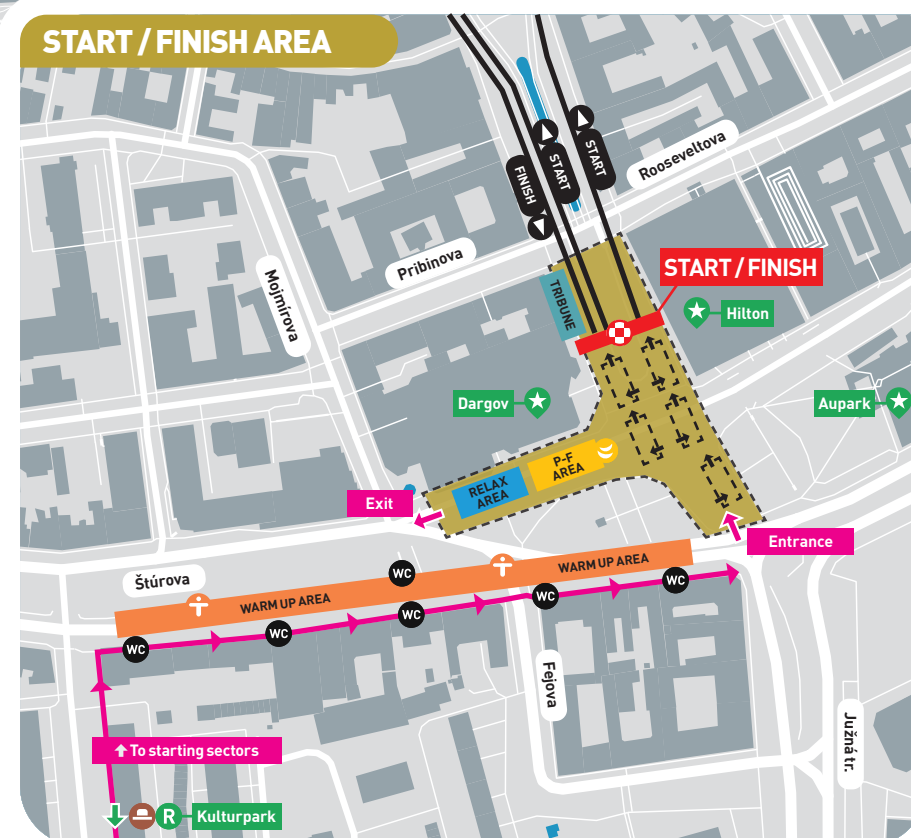 START / FINISH AREA
FINISH
START
START
Rooseveltova
Pribinova
Mojmírova
START / FINISH
TRIBUNE
Hilton
Dargov
Aupark
P-F
AREA
RELAX
AREA
Exit
Entrance
WARM UP AREA
Štúrova
WC
WARM UP AREA
WC
WC
WC
WC
WC
Fejova
Južná tr.
To starting sectors
R
Kulturpark